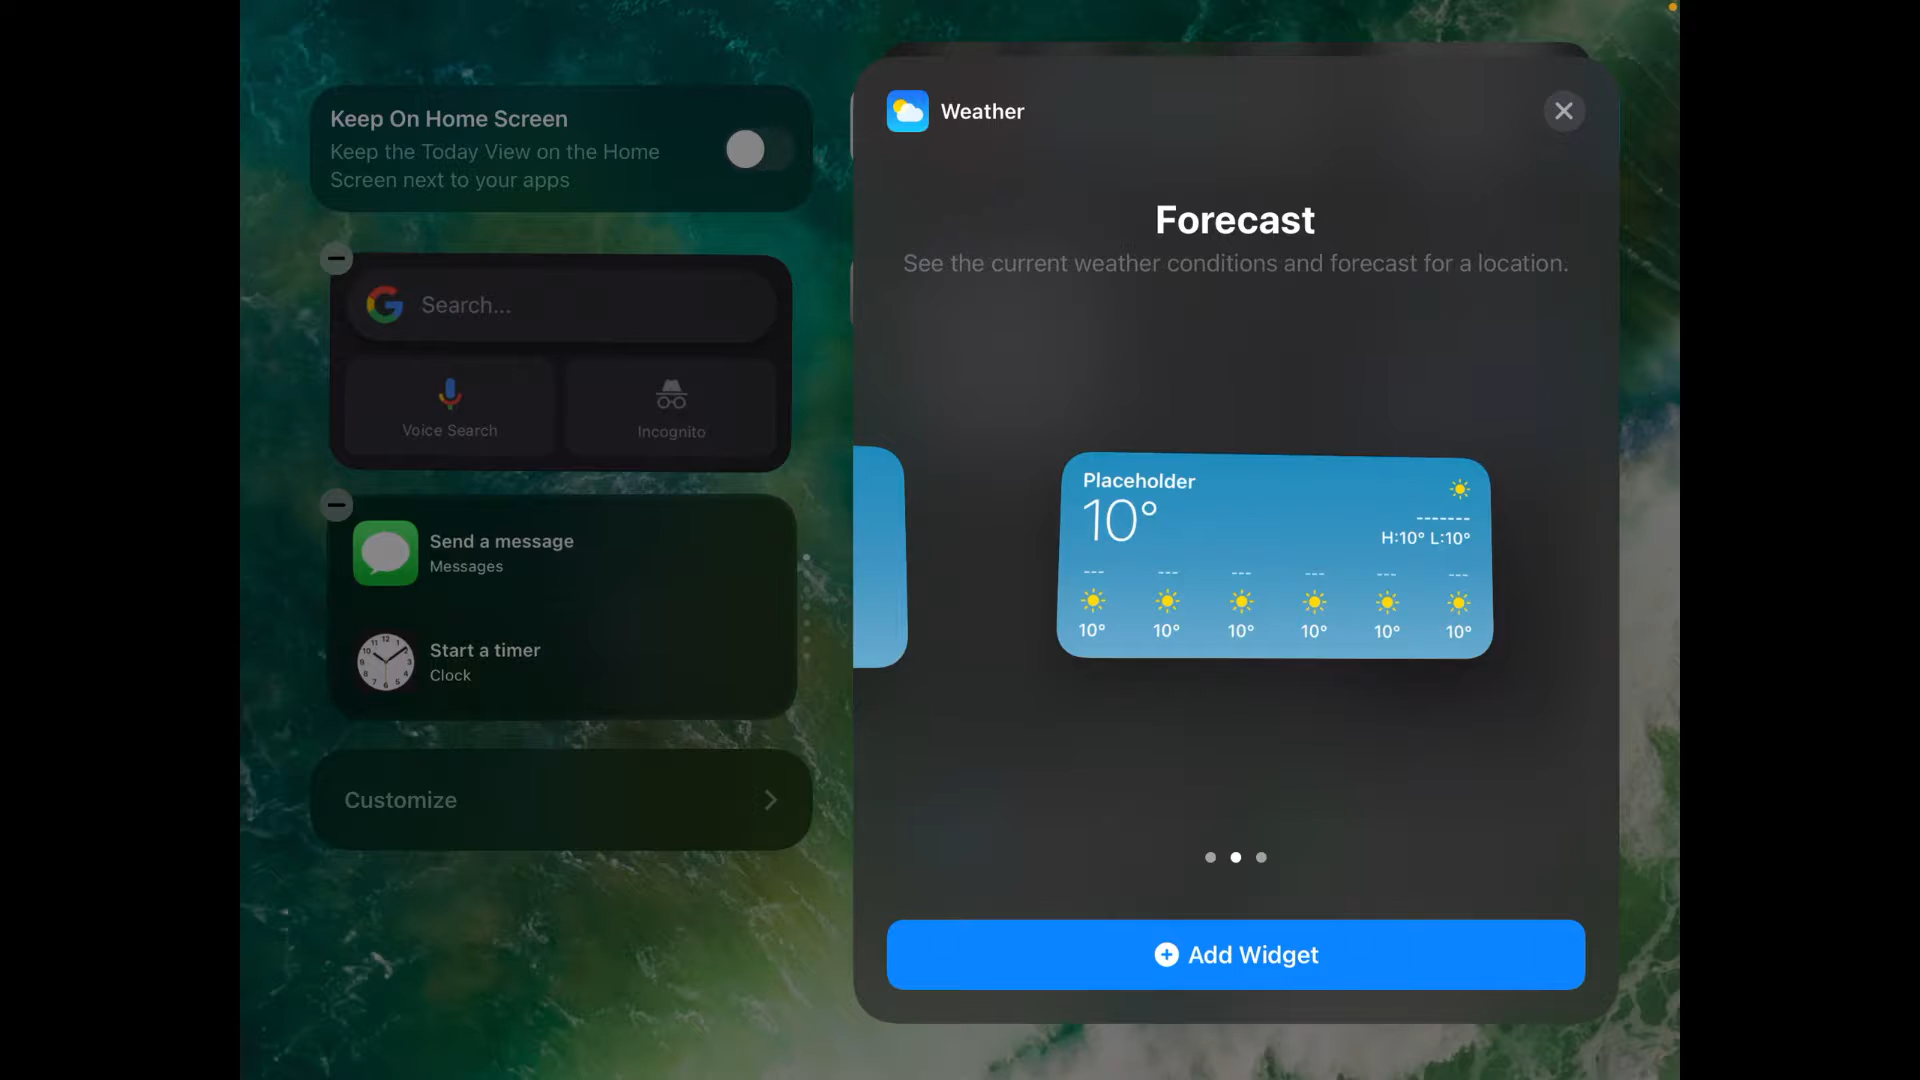 Keep On Home Screen
Keep the Today View on the Home
Screen next to your apps
Search...
Voice Search
Incognito
Send a message
Messages
Start a timer
Clock
Customize
Weather
Forecast
See the current weather conditions and forecast for a location.
Placeholder
10°
-------
H:10° L:10°
--- --- --- --- --- ---
10° 10° 10° 10° 10° 10°
Add Widget